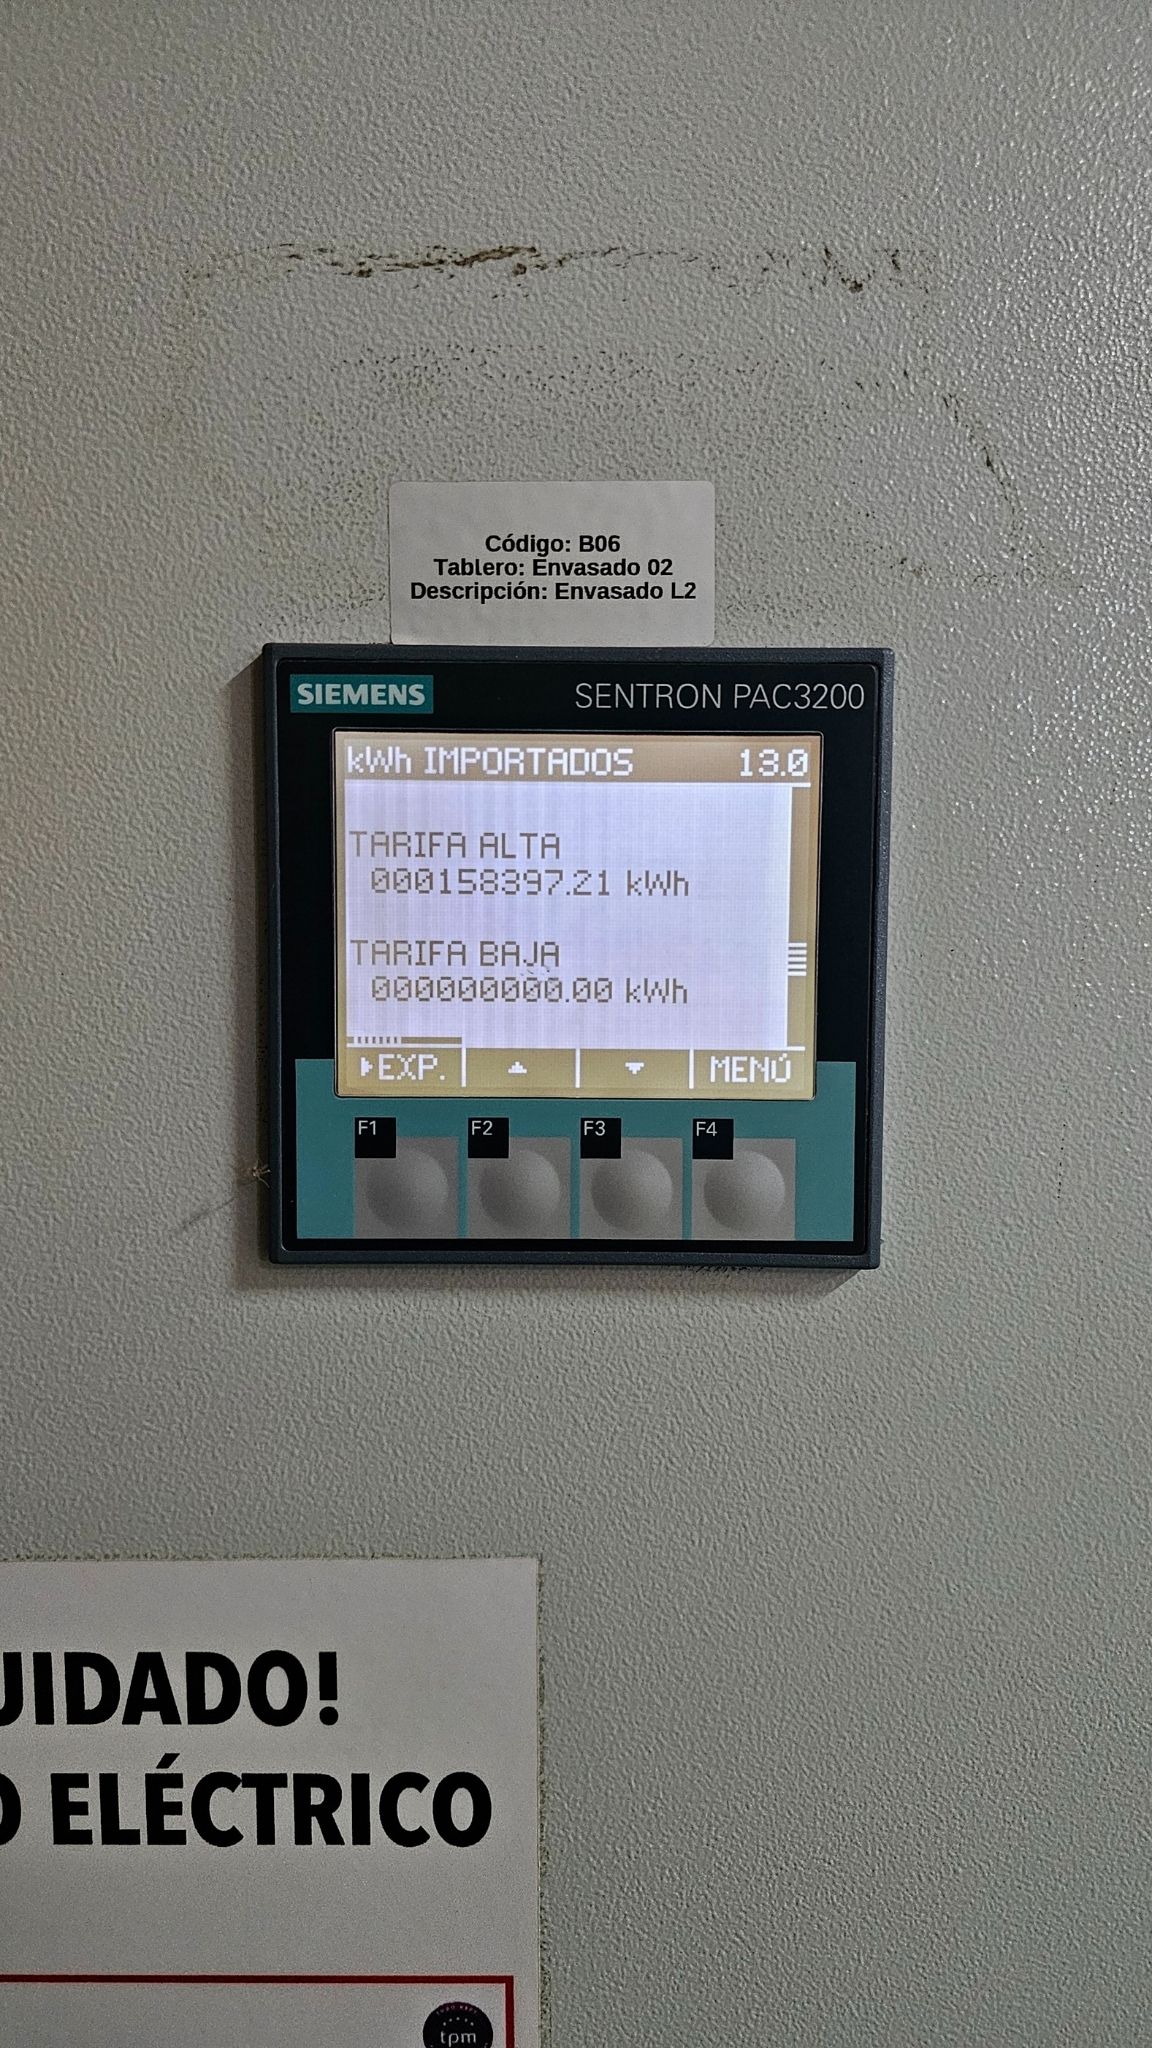 Código: B06
Tablero: Envasado 02
Descripción: Envasado L2
SIEMENS SENTRON PAC3200
kWh IMPORTADOS 13.0
TARIFA ALTA
000158397.21 kWh
TARIFA BAJA
000000000.00 kWh
EXP. MENÚ
F1 F2 F3 F4
UIDADO!
O ELÉCTRICO
tpm